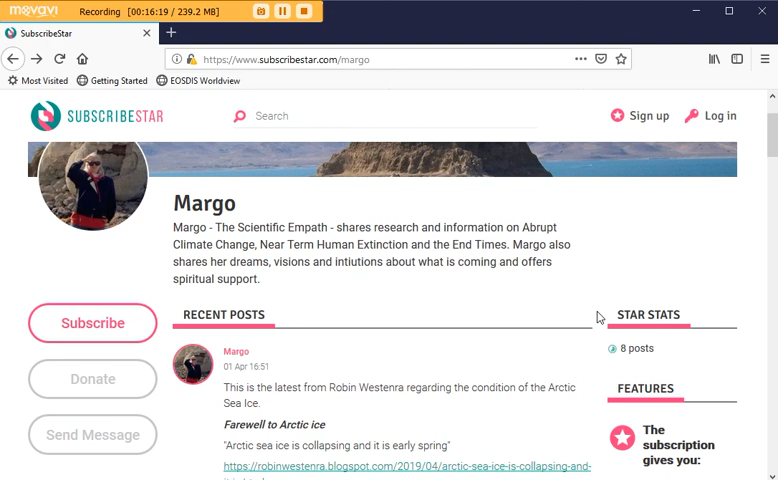 movavi Recording 00:16:19 / 239.2 MB]
SubscribeStar
https://www.subscribestar.com/margo
Most Visited Getting Started EOSDIS Worldview
SUBSCRIBESTAR Search Sign up Log in
Margo
Margo - The Scientific Empath - shares research and information on Abrupt
Climate Change, Near Term Human Extinction and the End Times. Margo also
shares her dreams, visions and intiutions about what is coming and offers
spiritual support.
Subscribe
Donate
Send Message
RECENT POSTS
Margo
01 Apr 16:51
This is the latest from Robin Westenra regarding the condition of the Arctic
Sea Ice.
Farewell to Arctic ice
"Arctic sea ice is collapsing and it is early spring"
https://robinwestenra.blogspot.com/2019/04/arctic-sea-ice-is-collapsing-and-
STAR STATS
8 posts
FEATURES
The
subscription
gives you: